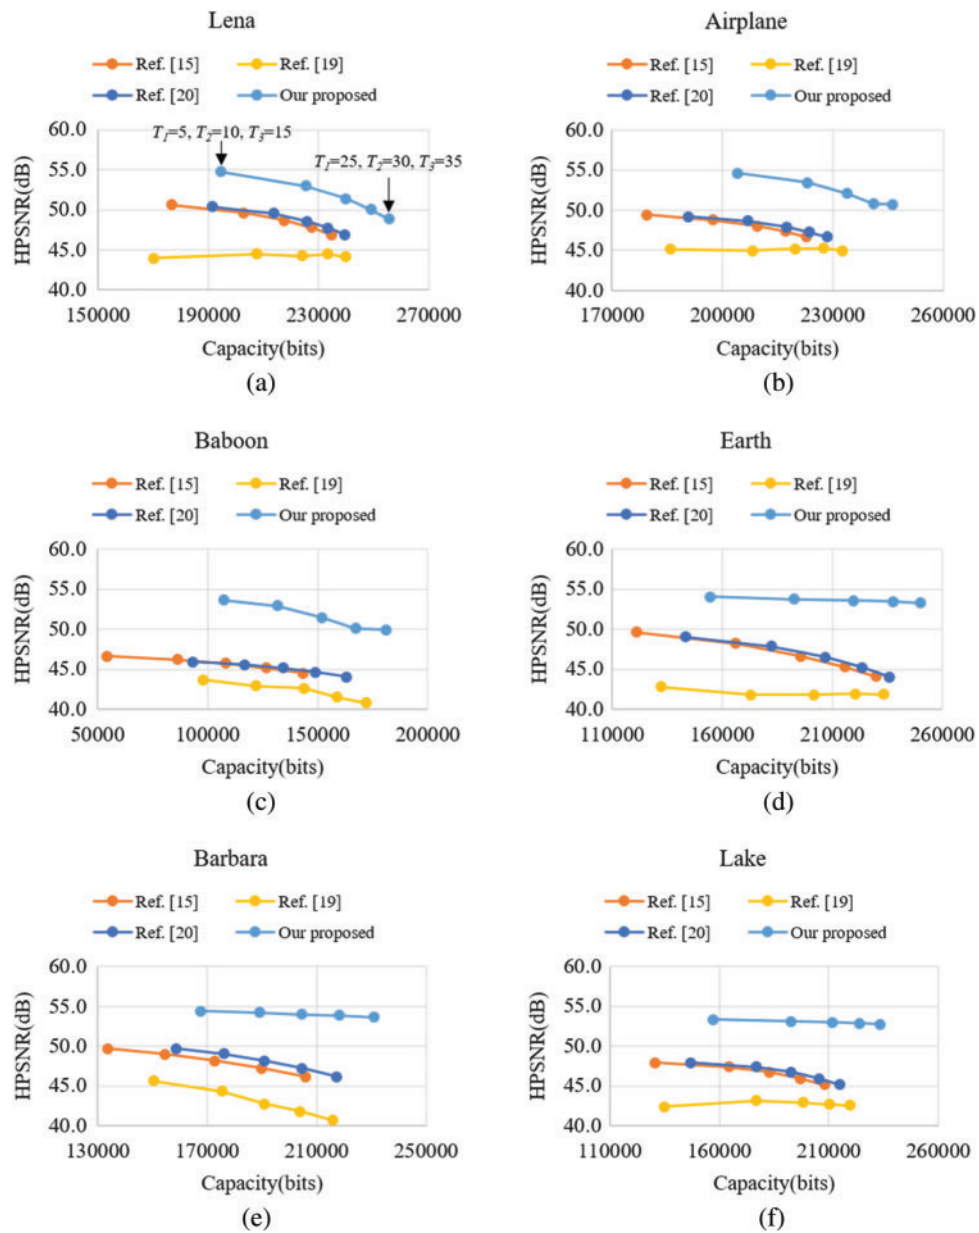 Lena
Ref. [15] Ref. [19]
Ref. [20] Our proposed
T1=5, T2=10, T3=15
T1=25, T2=30, T3=35
HPSNR(dB)
60.0
55.0
50.0
45.0
40.0
150000 190000 230000 270000
Capacity(bits)
(a)
Airplane
Ref. [15] Ref. [19]
Ref. [20] Our proposed
HPSNR(dB)
60.0
55.0
50.0
45.0
40.0
170000 200000 230000 260000
Capacity(bits)
(b)
Baboon
Ref. [15] Ref. [19]
Ref. [20] Our proposed
HPSNR(dB)
60.0
55.0
50.0
45.0
40.0
50000 100000 150000 200000
Capacity(bits)
(c)
Earth
Ref. [15] Ref. [19]
Ref. [20] Our proposed
HPSNR(dB)
60.0
55.0
50.0
45.0
40.0
110000 160000 210000 260000
Capacity(bits)
(d)
Barbara
Ref. [15] Ref. [19]
Ref. [20] Our proposed
HPSNR(dB)
60.0
55.0
50.0
45.0
40.0
130000 170000 210000 250000
Capacity(bits)
(e)
Lake
Ref. [15] Ref. [19]
Ref. [20] Our proposed
HPSNR(dB)
60.0
55.0
50.0
45.0
40.0
110000 160000 210000 260000
Capacity(bits)
(f)